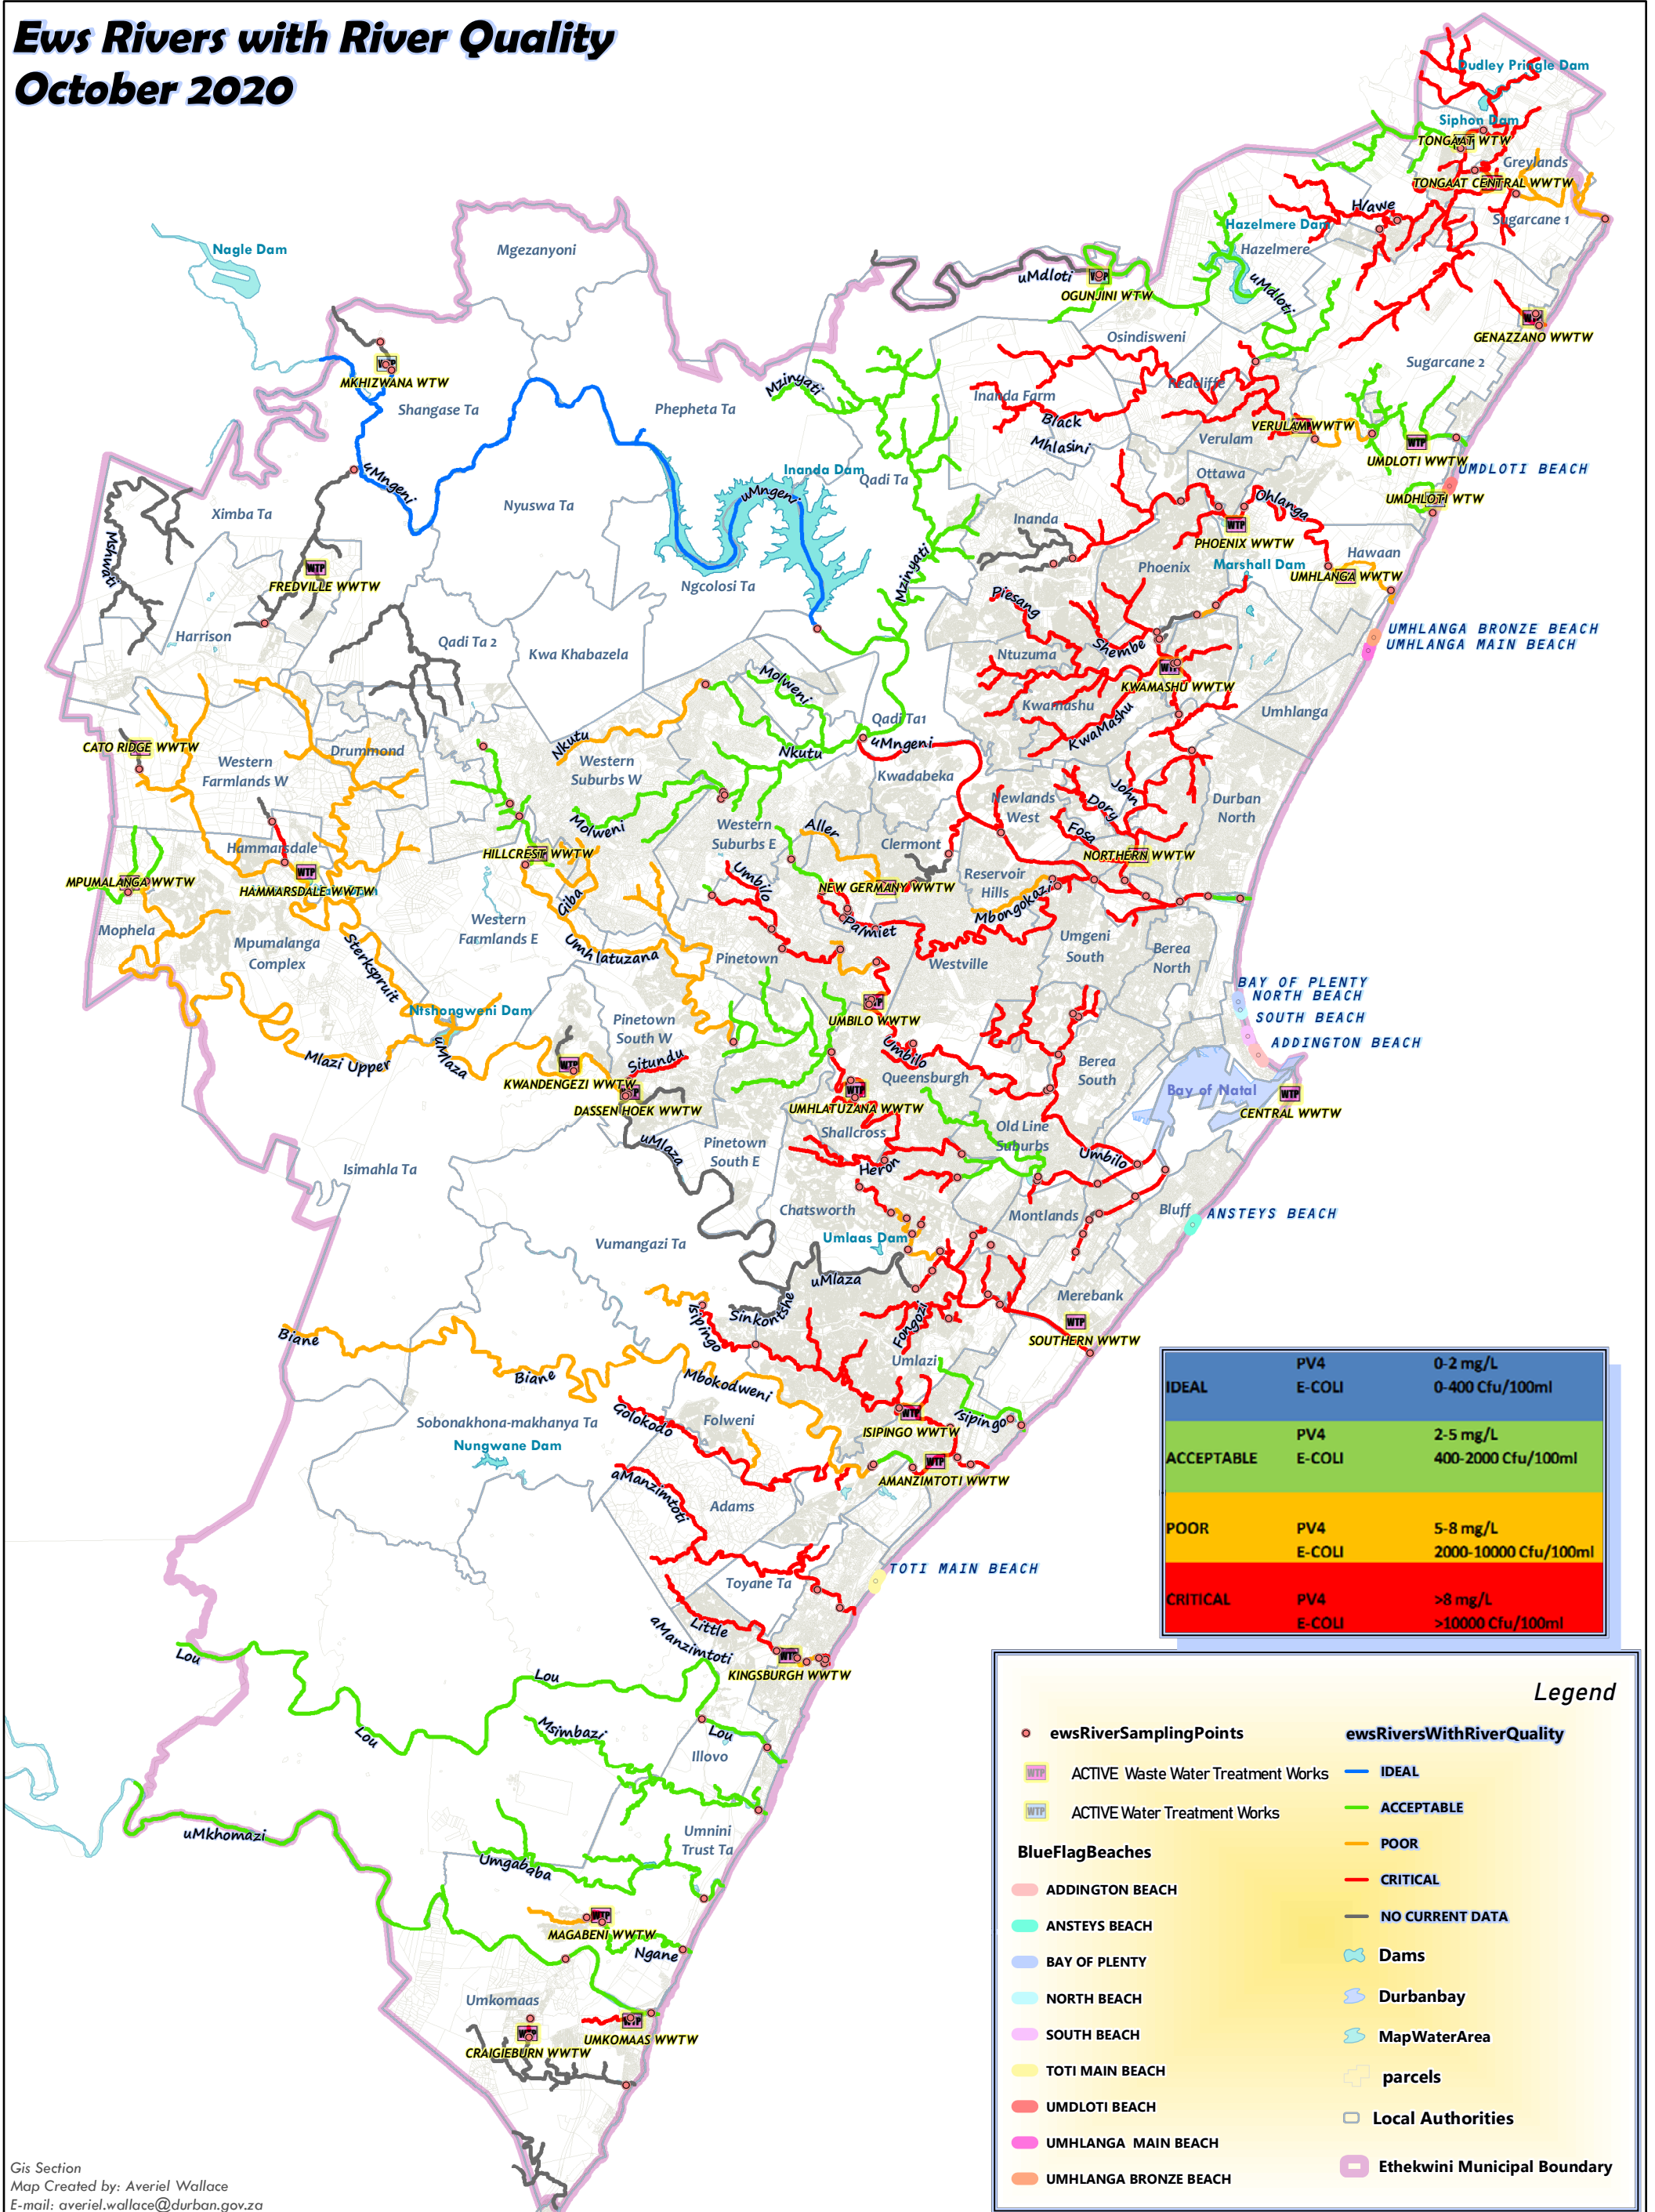 Ews Rivers with River Quality
October 2020
Dudley Pringle Dam
Siphon Dam
TONGAAT WTW
Greylands
TONGAAT CENTRAL WWTW
H/awe
Sugarcane 1
Nagle Dam
Mgezanyoni
Hazelmere Dam
Hazelmere
uMdloti
uMdloti
OGUNJINI WTW
GENAZZANO WWTW
Osindisweni
Sugarcane 2
MKHIZWANA WTW
Shangase Ta
Phepheta Ta
Mzinyati
Redcliffe
Inanda Farm
Black
Mhlasini
VERULAM WWTW
Verulam
UMDLOTI WWTW
UMDLOTI BEACH
Ottawa
Inanda Dam
Qadi Ta
uMngeni
uMngeni
Nyuswa Ta
Ximba Ta
Ohlanga
UMDHLOTI WTW
Inanda
PHOENIX WWTW
Mshwati
Hawaan
Phoenix
Marshall Dam
UMHLANGA WWTW
FREDVILLE WWTW
Ngcolosi Ta
Mzinyati
Piesang
Harrison
Qadi Ta 2
Kwa Khabazela
Ntuzuma
Shembe
UMHLANGA BRONZE BEACH
UMHLANGA MAIN BEACH
KWAMASHU WWTW
Molweni
Kwamashu
KwaMashu
Umhlanga
Qadi Ta1
CATO RIDGE WWTW
Drummond
Nkutu
Nkutu
uMngeni
Western
Farmlands W
Western
Suburbs W
Kwadabeka
Newlands
West
John
Dory
Durban
North
Molweni
Western
Suburbs E
Aller
Clermont
Fosa
Hammarsdale
HILLCREST WWTW
NORTHERN WWTW
MPUMALANGA WWTW
HAMMARSDALE WWTW
Umbilo
NEW GERMANY WWTW
Reservoir
Hills
Giba
Mbongokazi
Mophela
Western
Farmlands E
Palmiet
Mpumalanga
Complex
Sterkspruit
Umhlatuzana
Pinetown
Westville
Umgeni
South
Berea
North
BAY OF PLENTY
NORTH BEACH
SOUTH BEACH
Ntshongweni Dam
Pinetown
South W
UMBILO WWTW
ADDINGTON BEACH
Mlazi Upper
uMlaza
Situndu
Umbilo
Queensburgh
Berea
South
KWANDENGEZI WWTW
Bay of Natal
DASSENHOEK WWTW
UMHLATUZANA WWTW
CENTRAL WWTW
Shallcross
Old Line
Suburbs
Pinetown
South E
uMlaza
Heron
Umbilo
Isimahla Ta
Chatsworth
Montlands
Bluff
ANSTEYS BEACH
Umlaas Dam
Vumangazi Ta
uMlaza
Merebank
Sinkontshe
Isipingo
Fongozi
SOUTHERN WWTW
Biane
Umlazi
Biane
Mbokodweni
Golokodo
Folweni
Isipingo
Sobonakhona-makhanya Ta
ISIPINGO WWTW
Nungwane Dam
aManzimtoti
AMANZIMTOTI WWTW
Adams
TOTI MAIN BEACH
Toyane Ta
Little
aManzimtoti
Lou
Lou
KINGSBURGH WWTW
Msimbazi
Lou
Lou
Illovo
uMkhomazi
Umnini
Trust Ta
Umgababa
MAGABENI WWTW
Ngane
Umkomaas
UMKOMAAS WWTW
CRAIGIEBURN WWTW
IDEAL PV4 0-2 mg/L
E-COLI 0-400 Cfu/100ml
ACCEPTABLE PV4 2-5 mg/L
E-COLI 400-2000 Cfu/100ml
POOR PV4 5-8 mg/L
E-COLI 2000-10000 Cfu/100ml
CRITICAL PV4 >8 mg/L
E-COLI >10000 Cfu/100ml
Legend
ewsRiverSamplingPoints
WTP ACTIVE Waste Water Treatment Works
WTP ACTIVE Water Treatment Works
BlueFlagBeaches
ADDINGTON BEACH
ANSTEYS BEACH
BAY OF PLENTY
NORTH BEACH
SOUTH BEACH
TOTI MAIN BEACH
UMDLOTI BEACH
UMHLANGA MAIN BEACH
UMHLANGA BRONZE BEACH
ewsRiversWithRiverQuality
IDEAL
ACCEPTABLE
POOR
CRITICAL
NO CURRENT DATA
Dams
Durbanbay
MapWaterArea
parcels
Local Authorities
Ethekwini Municipal Boundary
Gis Section
Map Created by: Averiel Wallace
E-mail: averiel.wallace@durban.gov.za